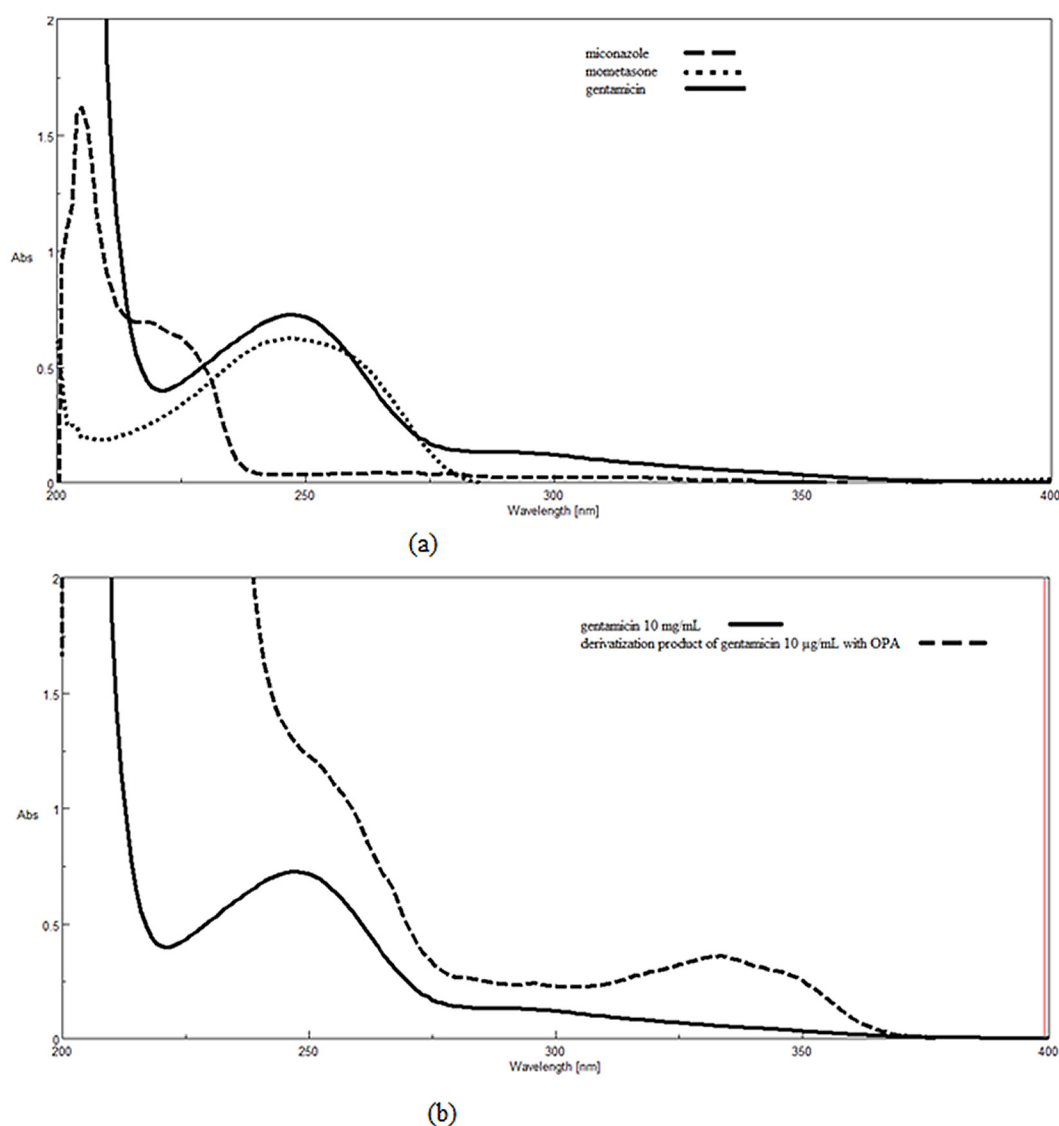 2
miconazole
mometasone
gentamicin
1.5
1
Abs
0.5
0
200 250 300 350 400
Wavelength [nm]
(a)
2
gentamicin 10 mg/mL
derivatization product of gentamicin 10 µg/mL with OPA
1.5
1
Abs
0.5
0
200 250 300 350 400
Wavelength [nm]
(b)